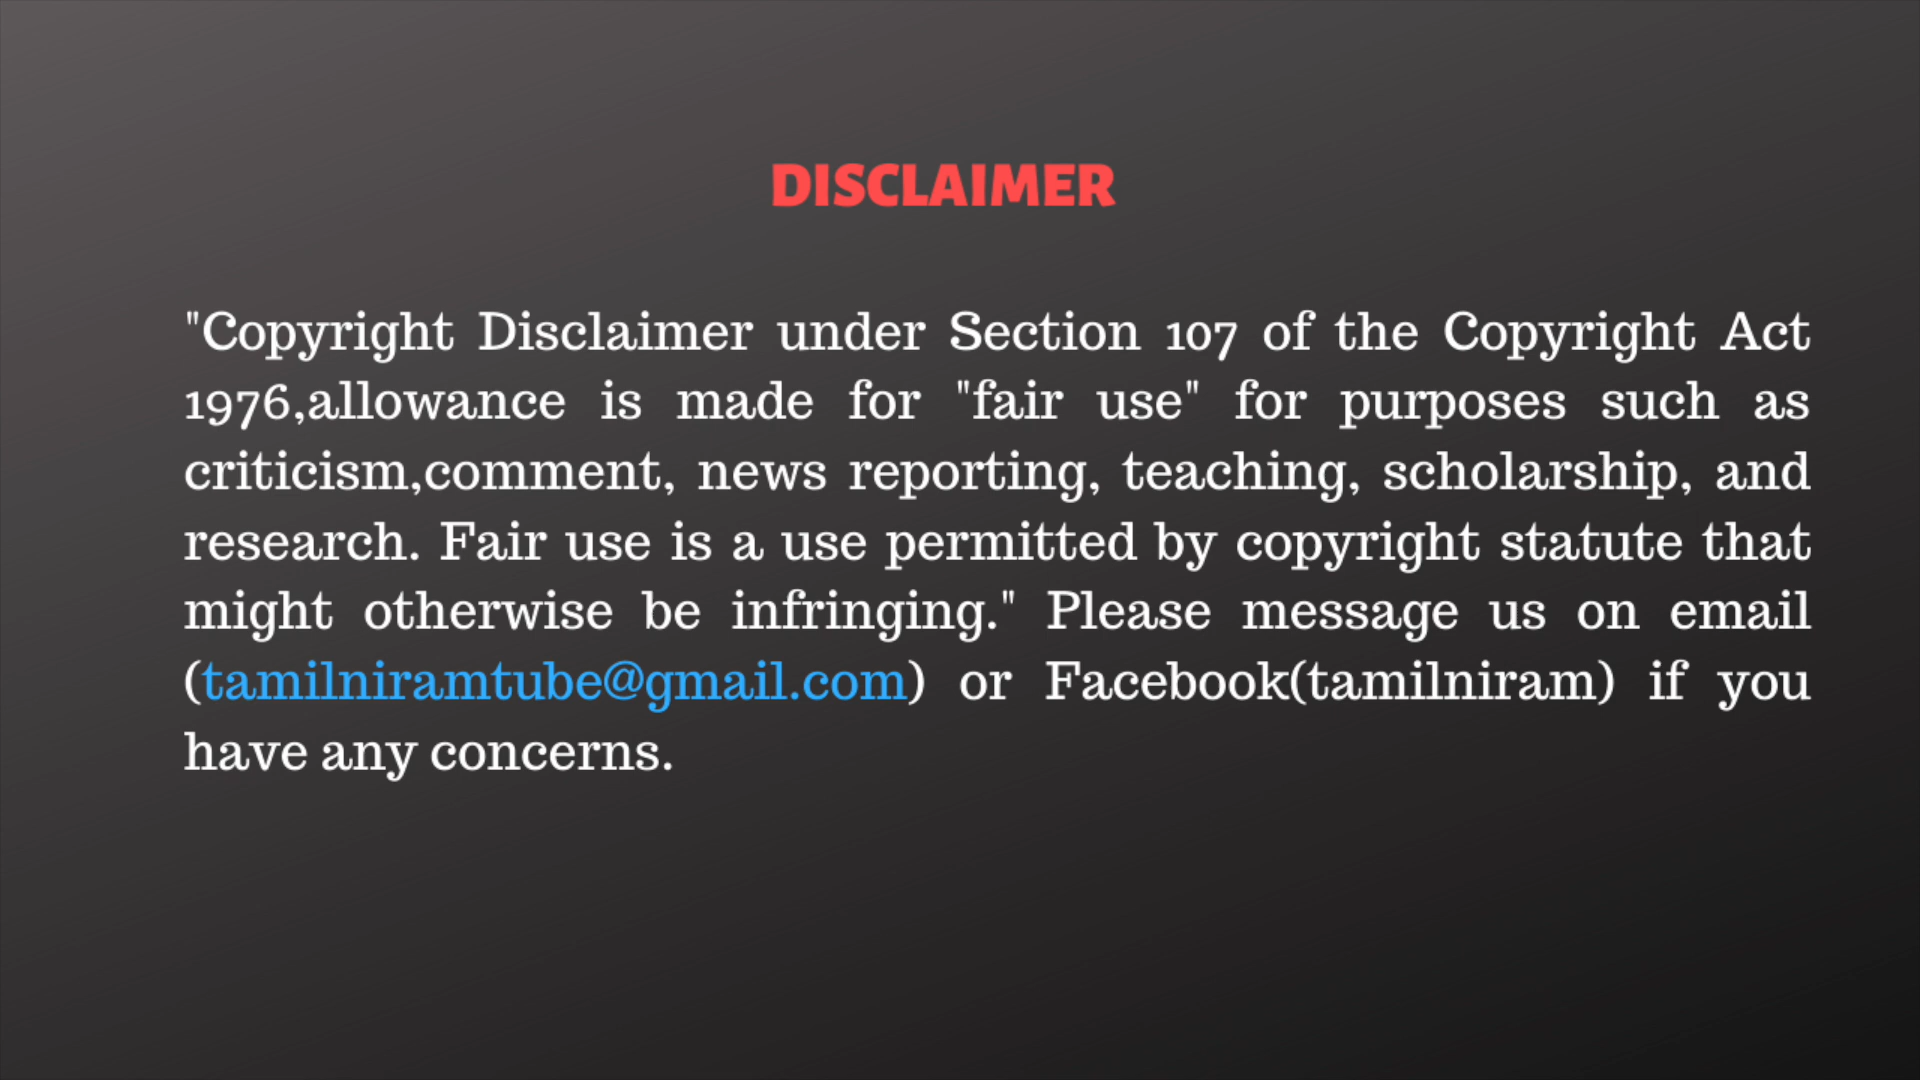 DISCLAIMER
"Copyright Disclaimer under Section 107 of the Copyright Act
1976,allowance is made for "fair use" for purposes such as
criticism,comment, news reporting, teaching, scholarship, and
research. Fair use is a use permitted by copyright statute that
might otherwise be infringing." Please message us on email
(tamilniramtube@gmail.com) or Facebook(tamilniram) if you
have any concerns.